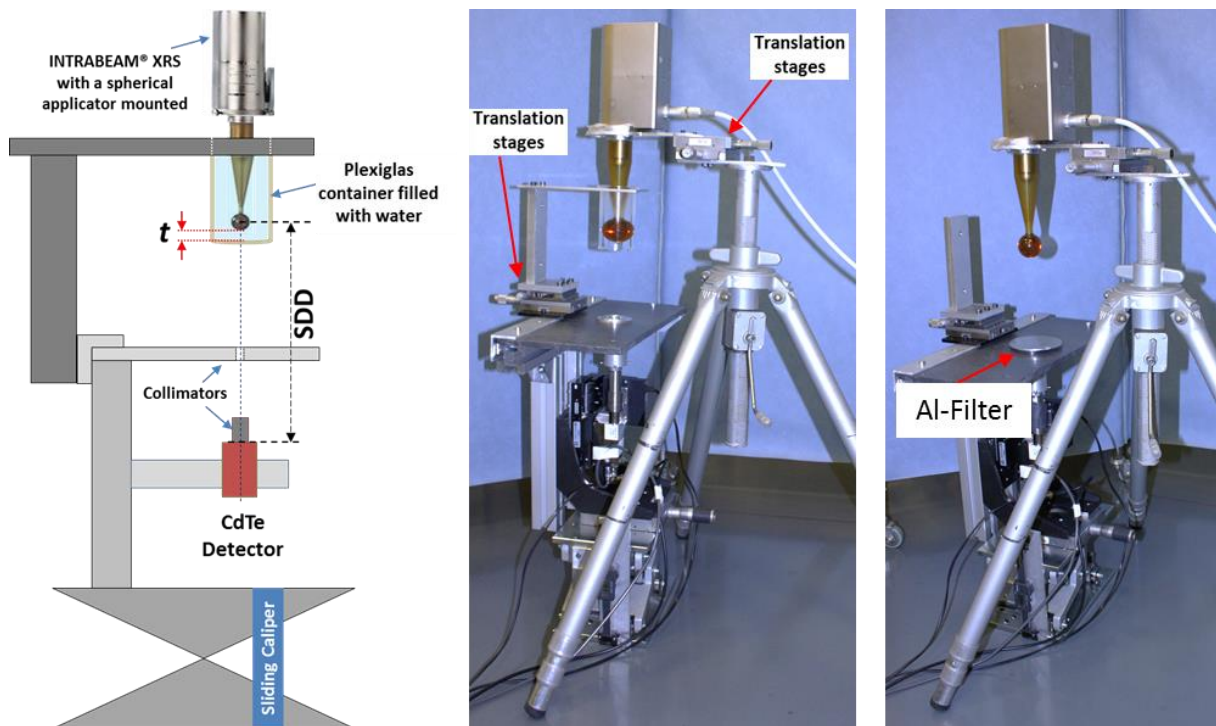 INTRABEAM® XRS
with a spherical
applicator mounted
Plexiglas
container filled
with water
t
SDD
Collimators
CdTe
Detector
Sliding Caliper
Translation
stages
Translation
stages
Al-Filter